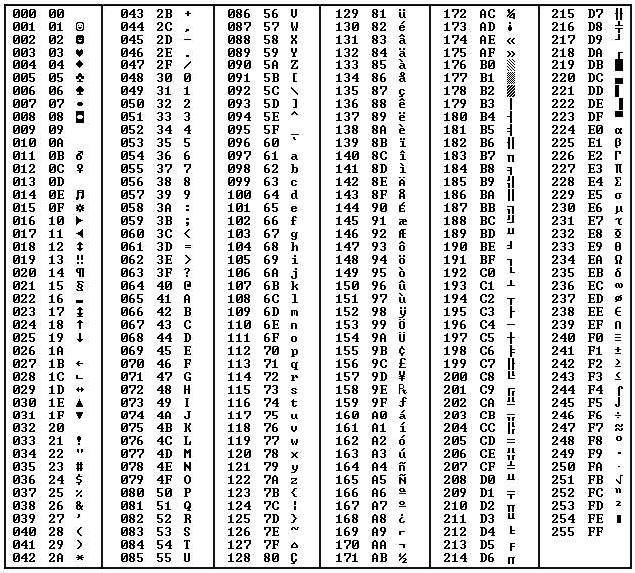 000 00
001 01 ☺
002 02 ☻
003 03 ♥
004 04 ♦
005 05 ♣
006 06 ♠
007 07 •
008 08 ◘
009 09
010 0A
011 0B ♂
012 0C ♀
013 0D
014 0E ♫
015 0F ☼
016 10 ►
017 11 ◄
018 12 ↕
019 13 ‼
020 14 ¶
021 15 §
022 16 ▬
023 17 ↨
024 18 ↑
025 19 ↓
026 1A
027 1B ←
028 1C ∟
029 1D ↔
030 1E ▲
031 1F ▼
032 20
033 21 !
034 22 "
035 23 #
036 24 $
037 25 %
038 26 &
039 27 '
040 28 (
041 29 )
042 2A *
043 2B +
044 2C ,
045 2D -
046 2E .
047 2F /
048 30 0
049 31 1
050 32 2
051 33 3
052 34 4
053 35 5
054 36 6
055 37 7
056 38 8
057 39 9
058 3A :
059 3B ;
060 3C <
061 3D =
062 3E >
063 3F ?
064 40 @
065 41 A
066 42 B
067 43 C
068 44 D
069 45 E
070 46 F
071 47 G
072 48 H
073 49 I
074 4A J
075 4B K
076 4C L
077 4D M
078 4E N
079 4F O
080 50 P
081 51 Q
082 52 R
083 53 S
084 54 T
085 55 U
086 56 V
087 57 W
088 58 X
089 59 Y
090 5A Z
091 5B [
092 5C \
093 5D ]
094 5E ^
095 5F _
096 60 `
097 61 a
098 62 b
099 63 c
100 64 d
101 65 e
102 66 f
103 67 g
104 68 h
105 69 i
106 6A j
107 6B k
108 6C l
109 6D m
110 6E n
111 6F o
112 70 p
113 71 q
114 72 r
115 73 s
116 74 t
117 75 u
118 76 v
119 77 w
120 78 x
121 79 y
122 7A z
123 7B {
124 7C ¦
125 7D }
126 7E ~
127 7F ⌂
128 80 Ç
129 81 ü
130 82 é
131 83 â
132 84 ä
133 85 à
134 86 å
135 87 ç
136 88 ê
137 89 ë
138 8A è
139 8B ï
140 8C î
141 8D ì
142 8E Ä
143 8F Å
144 90 É
145 91 æ
146 92 Æ
147 93 ô
148 94 ö
149 95 ò
150 96 û
151 97 ù
152 98 ÿ
153 99 Ö
154 9A Ü
155 9B ¢
156 9C £
157 9D ¥
158 9E ₧
159 9F ƒ
160 A0 á
161 A1 í
162 A2 ó
163 A3 ú
164 A4 ñ
165 A5 Ñ
166 A6 ª
167 A7 º
168 A8 ¿
169 A9 ⌐
170 AA ¬
171 AB ½
172 AC ¼
173 AD ¡
174 AE «
175 AF »
176 B0 ░
177 B1 ▒
178 B2 ▓
179 B3 │
180 B4 ┤
181 B5 ╡
182 B6 ╢
183 B7 ╖
184 B8 ╕
185 B9 ╣
186 BA ║
187 BB ╗
188 BC ╝
189 BD ╜
190 BE ╛
191 BF ┐
192 C0 └
193 C1 ┴
194 C2 ┬
195 C3 ├
196 C4 ─
197 C5 ┼
198 C6 ╞
199 C7 ╟
200 C8 ╚
201 C9 ╔
202 CA ╩
203 CB ╦
204 CC ╠
205 CD ═
206 CE ╬
207 CF ╧
208 D0 ╨
209 D1 ╤
210 D2 ╥
211 D3 ╙
212 D4 ╘
213 D5 ╒
214 D6 ╓
215 D7 ╫
216 D8 ╪
217 D9 ┘
218 DA ┌
219 DB █
220 DC ▄
221 DD ▌
222 DE ▐
223 DF ▀
224 E0 α
225 E1 β
226 E2 Γ
227 E3 Π
228 E4 Σ
229 E5 σ
230 E6 µ
231 E7 τ
232 E8 Φ
233 E9 θ
234 EA Ω
235 EB δ
236 EC ∞
237 ED ø
238 EE ∈
239 EF ∩
240 F0 ≡
241 F1 ±
242 F2 ≥
243 F3 ≤
244 F4 ⌠
245 F5 ⌡
246 F6 ÷
247 F7 ≈
248 F8 °
249 F9 ∙
250 FA ·
251 FB √
252 FC ⁿ
253 FD ²
254 FE ■
255 FF